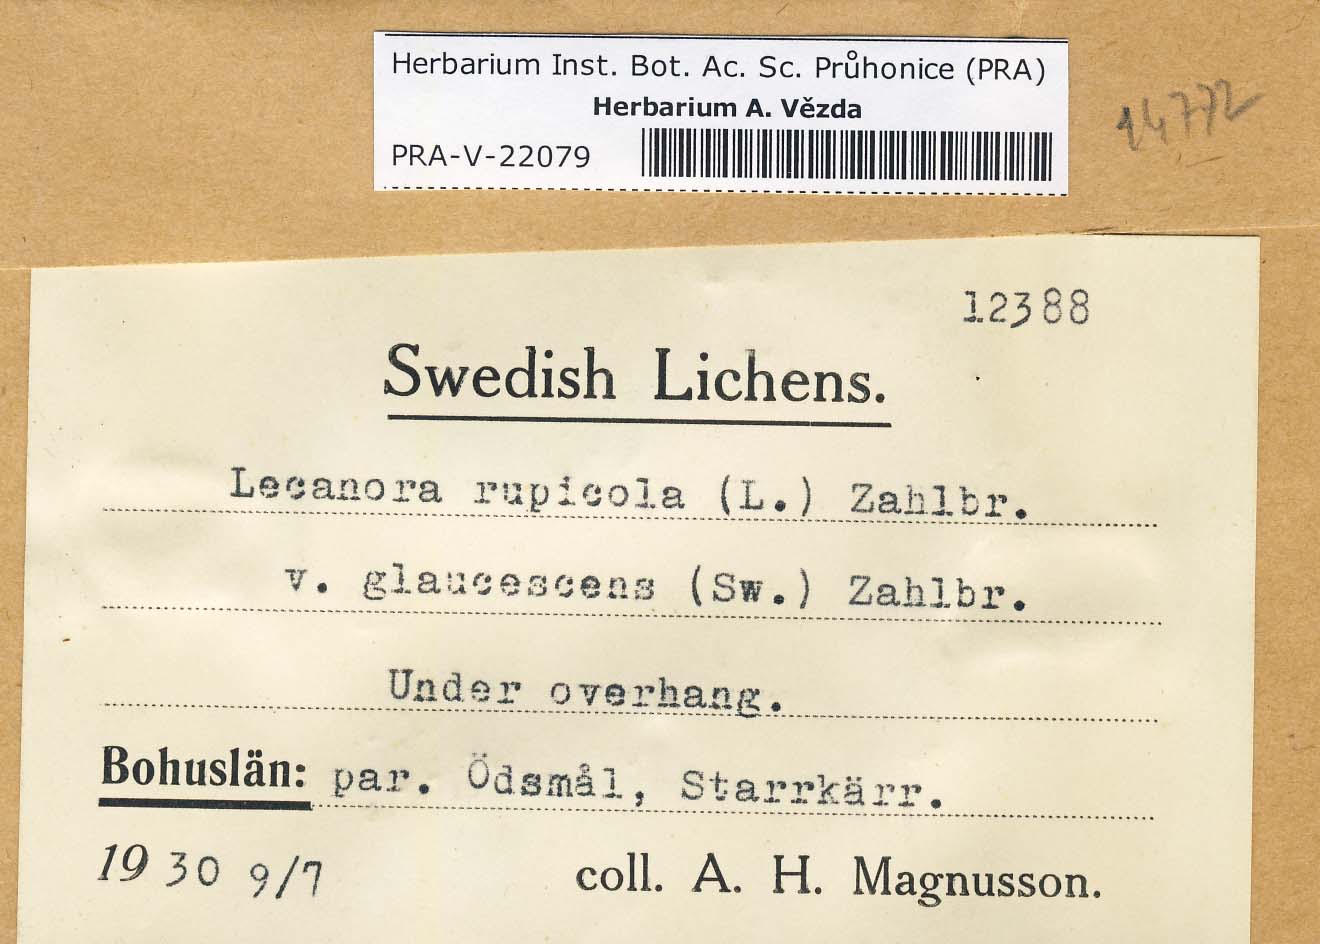 Herbarium Inst. Bot. Ac. Sc. Průhonice (PRA)
Herbarium A. Vězda
PRA-V-22079
14772
12388
Swedish Lichens.
Lecanora rupicola (L.) Zahlbr.
v. glaucescens (Sw.) Zahlbr.
Under overhang.
Bohuslän: par. Ödsmål, Starrkärr.
1930 9/7 coll. A. H. Magnusson.